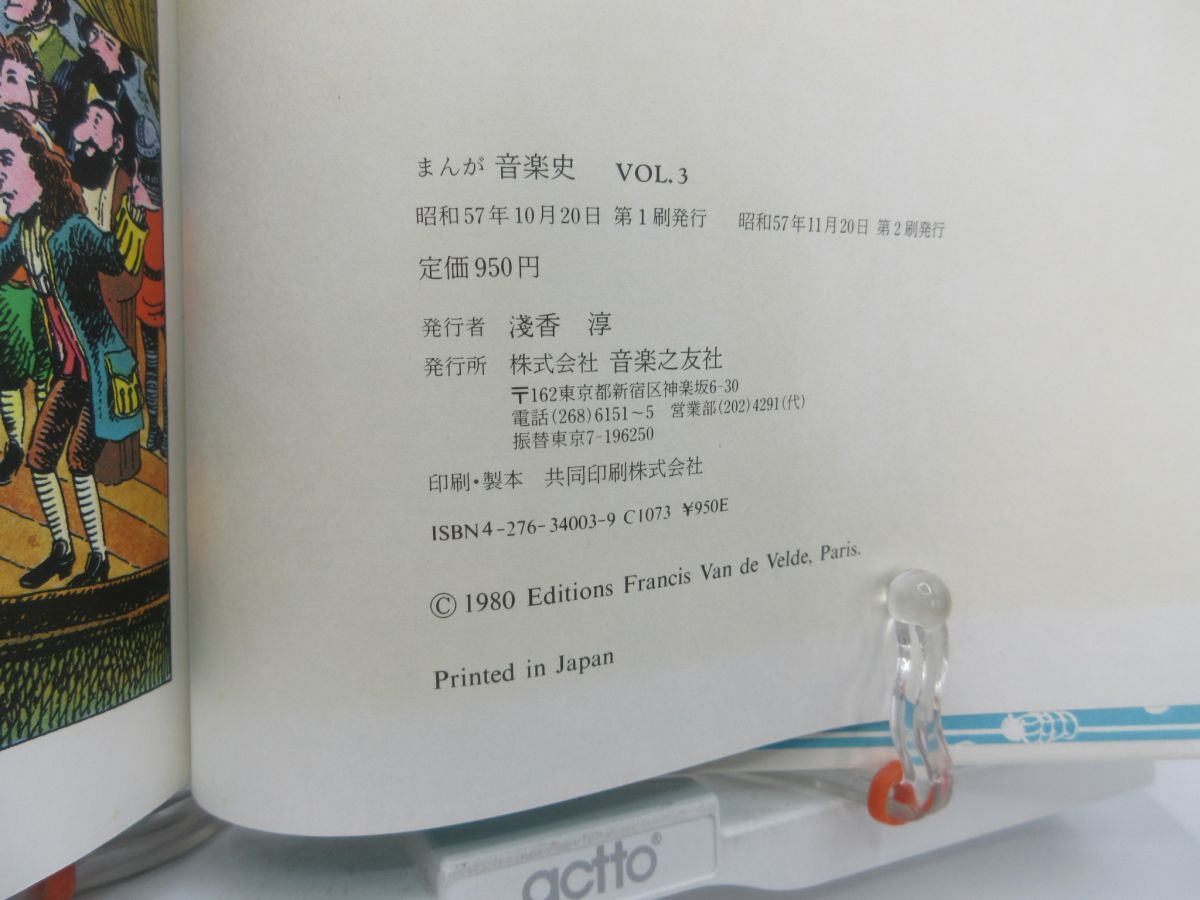 まんが 音楽史 VOL.3
昭和57年10月20日 第1刷発行 昭和57年11月20日 第2刷発行
定価950円
発行者 淺香 淳
発行所 株式会社 音楽之友社
〒162東京都新宿区神楽坂6-30
電話(268)6151~5 営業部(202)4291(代)
振替東京7-196250
印刷・製本 共同印刷株式会社
ISBN4-276-34003-9 C1073 ¥950E
© 1980 Editions Francis Van de Velde, Paris.
Printed in Japan
actto©